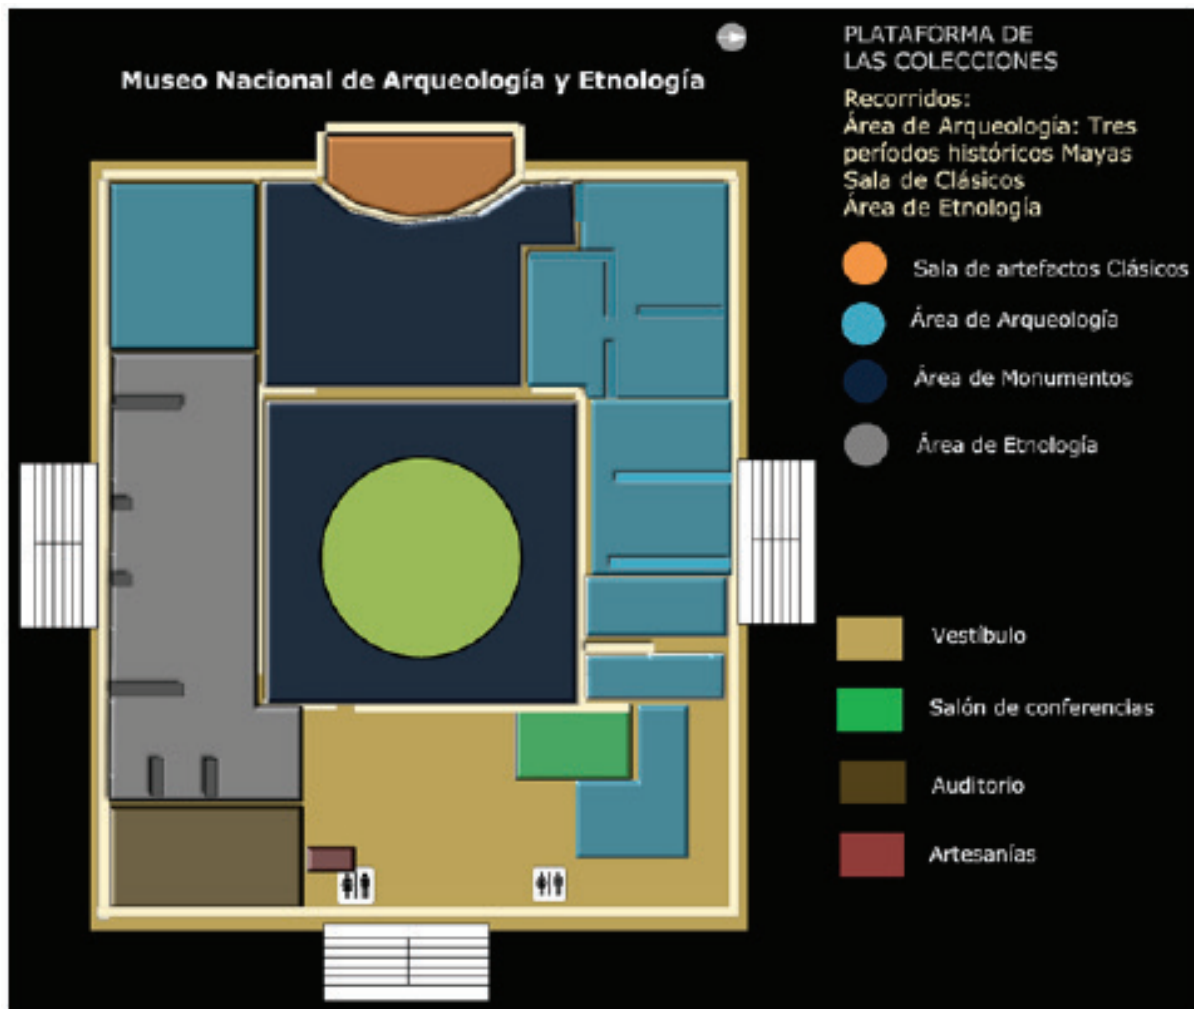 Museo Nacional de Arqueología y Etnología
PLATAFORMA DE
LAS COLECCIONES
Recorridos:
Área de Arqueología: Tres
períodos históricos Mayas
Sala de Clásicos
Área de Etnología
Sala de artefactos Clásicos
Área de Arqueología
Área de Monumentos
Área de Etnología
Vestíbulo
Salón de conferencias
Auditorio
Artesanías